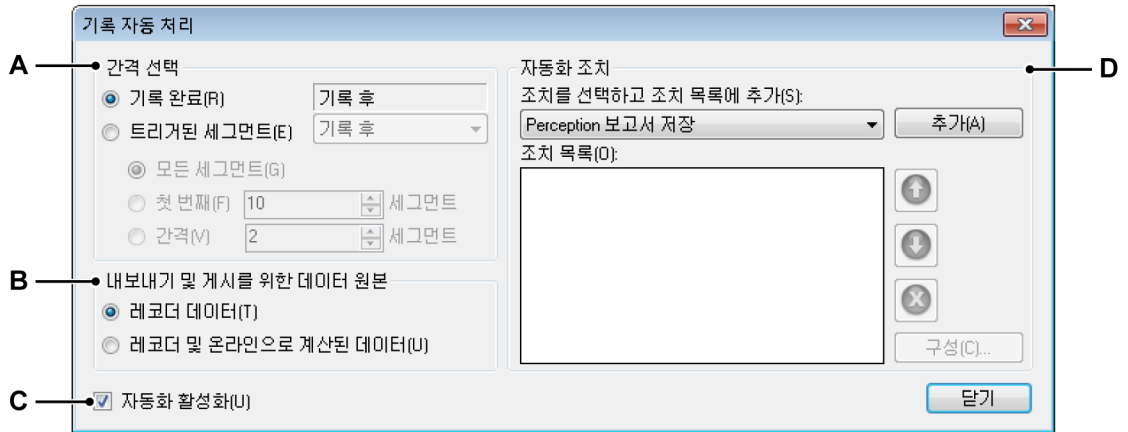 기록 자동 처리
A
간격 선택
기록 완료(R)
기록 후
트리거된 세그먼트(E)
기록 후
모든 세그먼트(G)
첫 번째(F)
10
세그먼트
간격(V)
2
세그먼트
B
내보내기 및 게시를 위한 데이터 원본
레코더 데이터(T)
레코더 및 온라인으로 계산된 데이터(U)
C
자동화 활성화(U)
D
자동화 조치
조치를 선택하고 조치 목록에 추가(S):
Perception 보고서 저장
추가(A)
조치 목록(O):
구성(C)...
닫기